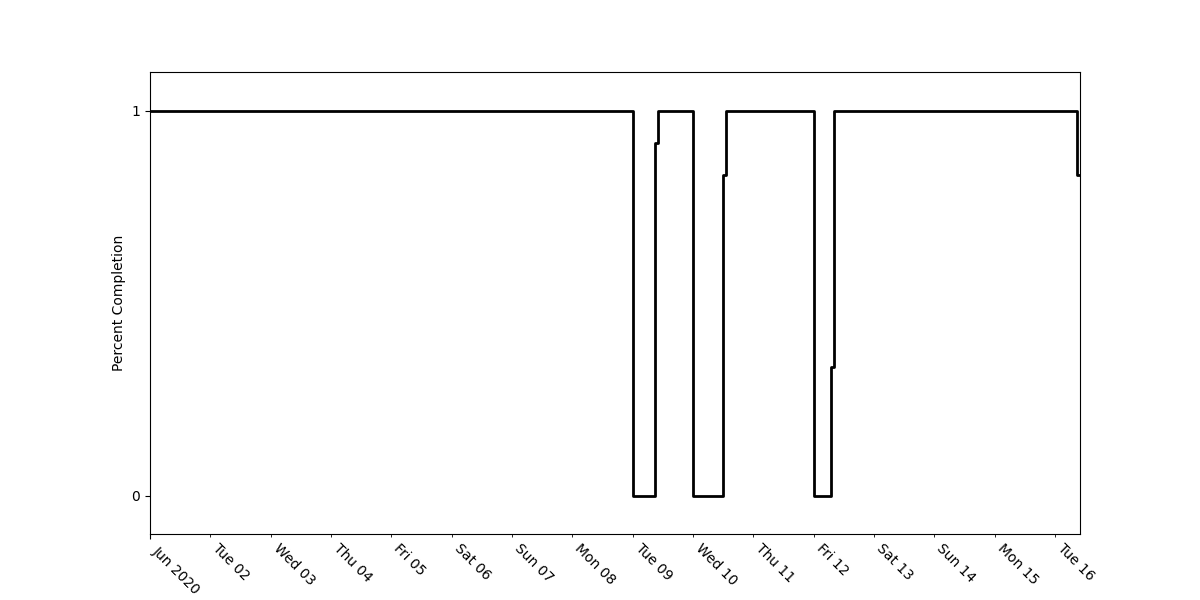 Percent Completion
1
0
Jun 2020
Tue 02
Wed 03
Thu 04
Fri 05
Sat 06
Sun 07
Mon 08
Tue 09
Wed 10
Thu 11
Fri 12
Sat 13
Sun 14
Mon 15
Tue 16